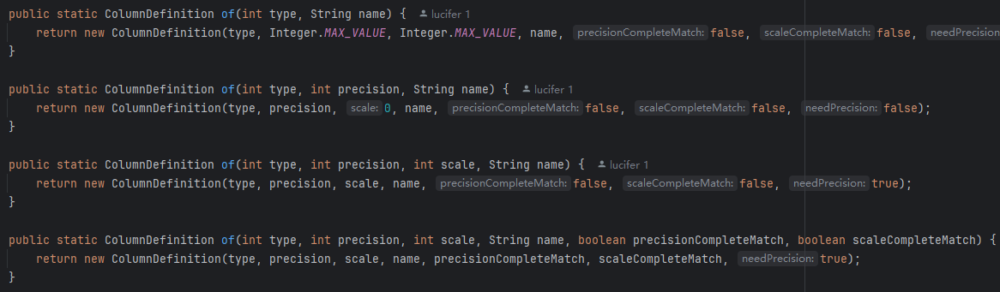 public static ColumnDefinition of(int type, String name) { lucifer 1
return new ColumnDefinition(type, Integer.MAX_VALUE, Integer.MAX_VALUE, name, precisionCompleteMatch: false, scaleCompleteMatch: false, needPrecision
}
public static ColumnDefinition of(int type, int precision, String name) { lucifer 1
return new ColumnDefinition(type, precision, scale: 0, name, precisionCompleteMatch: false, scaleCompleteMatch: false, needPrecision: false);
}
public static ColumnDefinition of(int type, int precision, int scale, String name) { lucifer 1
return new ColumnDefinition(type, precision, scale, name, precisionCompleteMatch: false, scaleCompleteMatch: false, needPrecision: true);
}
public static ColumnDefinition of(int type, int precision, int scale, String name, boolean precisionCompleteMatch, boolean scaleCompleteMatch) {
return new ColumnDefinition(type, precision, scale, name, precisionCompleteMatch, scaleCompleteMatch, needPrecision: true);
}